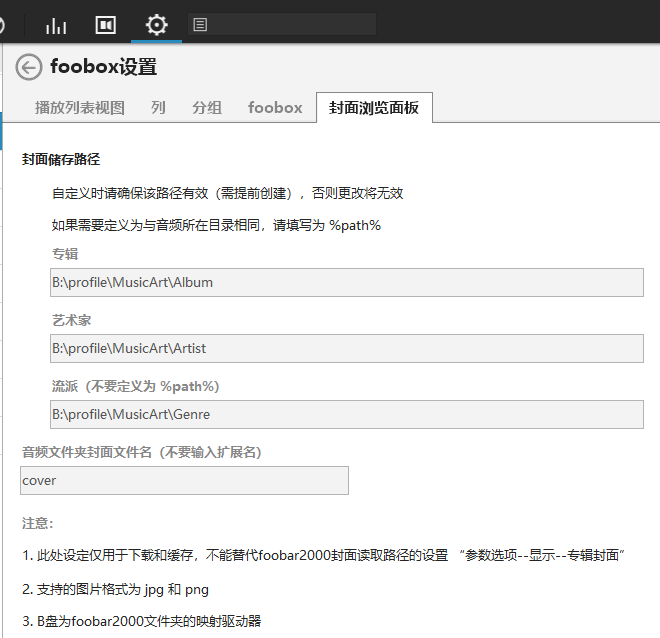 foobox设置
播放列表视图 列 分组 foobox 封面浏览面板
封面储存路径
自定义时请确保该路径有效（需提前创建），否则更改将无效
如果需要定义为与音频所在目录相同，请填写为 %path%
专辑
B:\profile\MusicArt\Album
艺术家
B:\profile\MusicArt\Artist
流派（不要定义为 %path%）
B:\profile\MusicArt\Genre
音频文件夹封面文件名（不要输入扩展名）
cover
注意：
1. 此处设定仅用于下载和缓存，不能替代foobar2000封面读取路径的设置 “参数选项--显示--专辑封面”
2. 支持的图片格式为 jpg 和 png
3. B盘为foobar2000文件夹的映射驱动器